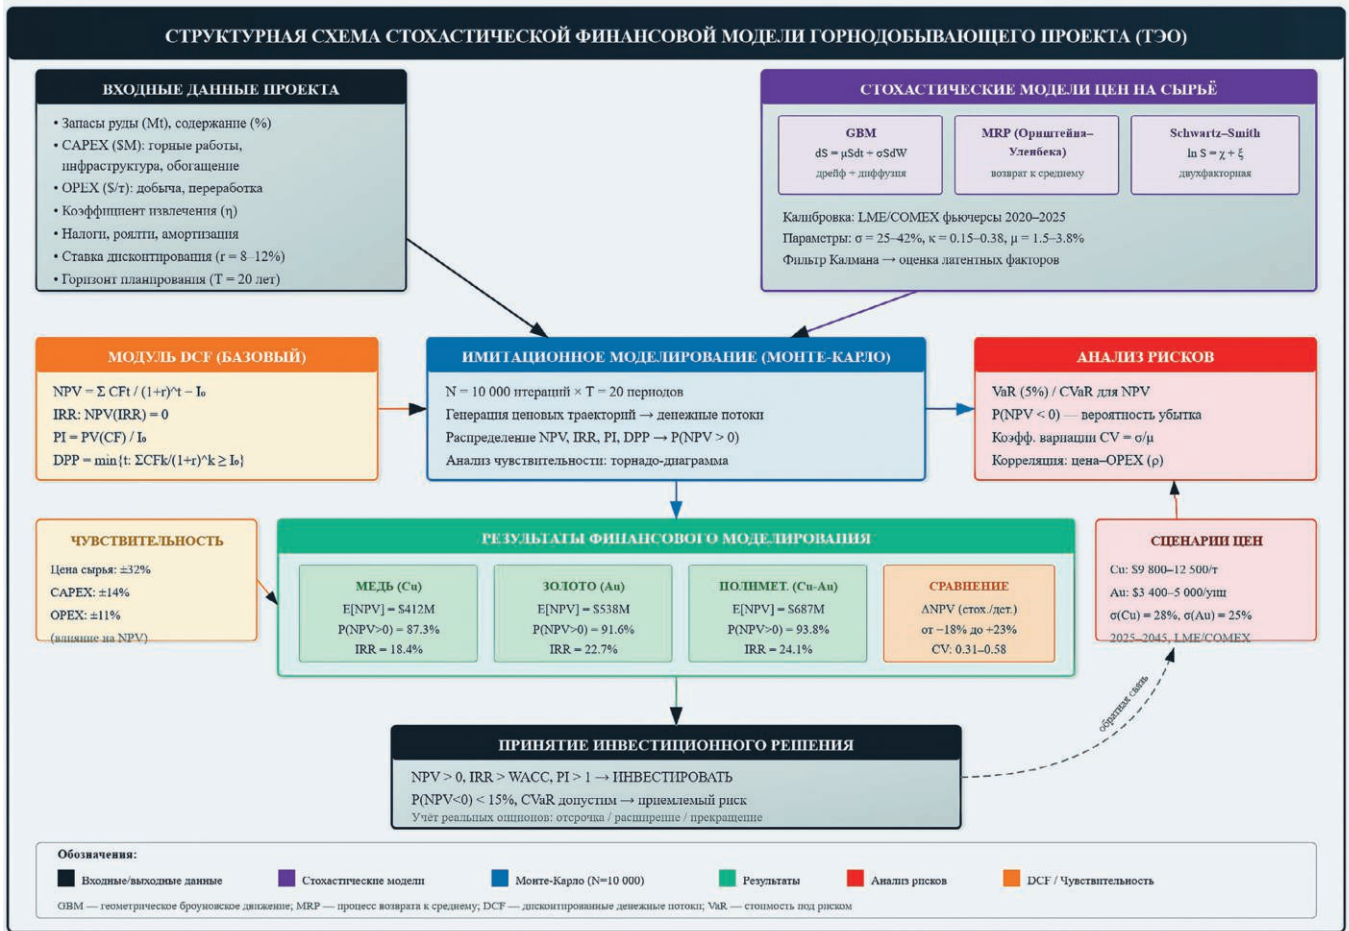 СТРУКТУРНАЯ СХЕМА СТОХАСТИЧЕСКОЙ ФИНАНСОВОЙ МОДЕЛИ ГОРНОДОБЫВАЮЩЕГО ПРОЕКТА (ТЭО)
ВХОДНЫЕ ДАННЫЕ ПРОЕКТА
• Запасы руды (Mt), содержание (%)
• CAPEX ($M): горные работы,
инфраструктура, обогащение
• OPEX ($/т): добыча, переработка
• Коэффициент извлечения (η)
• Налоги, роялти, амортизация
• Ставка дисконтирования (r = 8–12%)
• Горизонт планирования (T = 20 лет)
СТОХАСТИЧЕСКИЕ МОДЕЛИ ЦЕН НА СЫРЬЁ
GBM
dS = μSdt + σSdW
дрейф + диффузия
MRP (Орнштейна–
Уленбека)
возврат к среднему
Schwartz–Smith
ln S = χ + ξ
двухфакторная
Калибровка: LME/COMEX фьючерсы 2020–2025
Параметры: σ = 25–42%, κ = 0.15–0.38, μ = 1.5–3.8%
Фильтр Калмана → оценка латентных факторов
МОДУЛЬ DCF (БАЗОВЫЙ)
NPV = Σ CFt / (1+r)^t − I₀
IRR: NPV(IRR) = 0
PI = PV(CF) / I₀
DPP = min{t: ΣCFk/(1+r)^k ≥ I₀}
ИМИТАЦИОННОЕ МОДЕЛИРОВАНИЕ (МОНТЕ-КАРЛО)
N = 10 000 итераций × T = 20 периодов
Генерация ценовых траекторий → денежные потоки
Распределение NPV, IRR, PI, DPP → P(NPV > 0)
Анализ чувствительности: торнадо-диаграмма
АНАЛИЗ РИСКОВ
VaR (5%) / CVaR для NPV
P(NPV < 0) — вероятность убытка
Коэфф. вариации CV = σ/μ
Корреляция: цена–OPEX (ρ)
ЧУВСТВИТЕЛЬНОСТЬ
Цена сырья: ±32%
CAPEX: ±14%
OPEX: ±11%
(влияние на NPV)
РЕЗУЛЬТАТЫ ФИНАНСОВОГО МОДЕЛИРОВАНИЯ
МЕДЬ (Cu)
E[NPV] = $412M
P(NPV>0) = 87.3%
IRR = 18.4%
ЗОЛОТО (Au)
E[NPV] = $538M
P(NPV>0) = 91.6%
IRR = 22.7%
ПОЛИМЕТ. (Cu-Au)
E[NPV] = $687M
P(NPV>0) = 93.8%
IRR = 24.1%
СРАВНЕНИЕ
ΔNPV (стох./дет.)
от −18% до +23%
CV: 0.31–0.58
СЦЕНАРИИ ЦЕН
Cu: $9 800–12 500/т
Au: $3 400–5 000/унц
σ(Cu) = 28%, σ(Au) = 25%
2025–2045, LME/COMEX
обратная связь
ПРИНЯТИЕ ИНВЕСТИЦИОННОГО РЕШЕНИЯ
NPV > 0, IRR > WACC, PI > 1 → ИНВЕСТИРОВАТЬ
P(NPV<0) < 15%, CVaR допустим → приемлемый риск
Учёт реальных опционов: отсрочка / расширение / прекращение
Обозначения:
Входные/выходные данные
Стохастические модели
Монте-Карло (N=10 000)
Результаты
Анализ рисков
DCF / Чувствительность
GBM — геометрическое броуновское движение; MRP — процесс возврата к среднему; DCF — дисконтированные денежные потоки; VaR — стоимость под риском